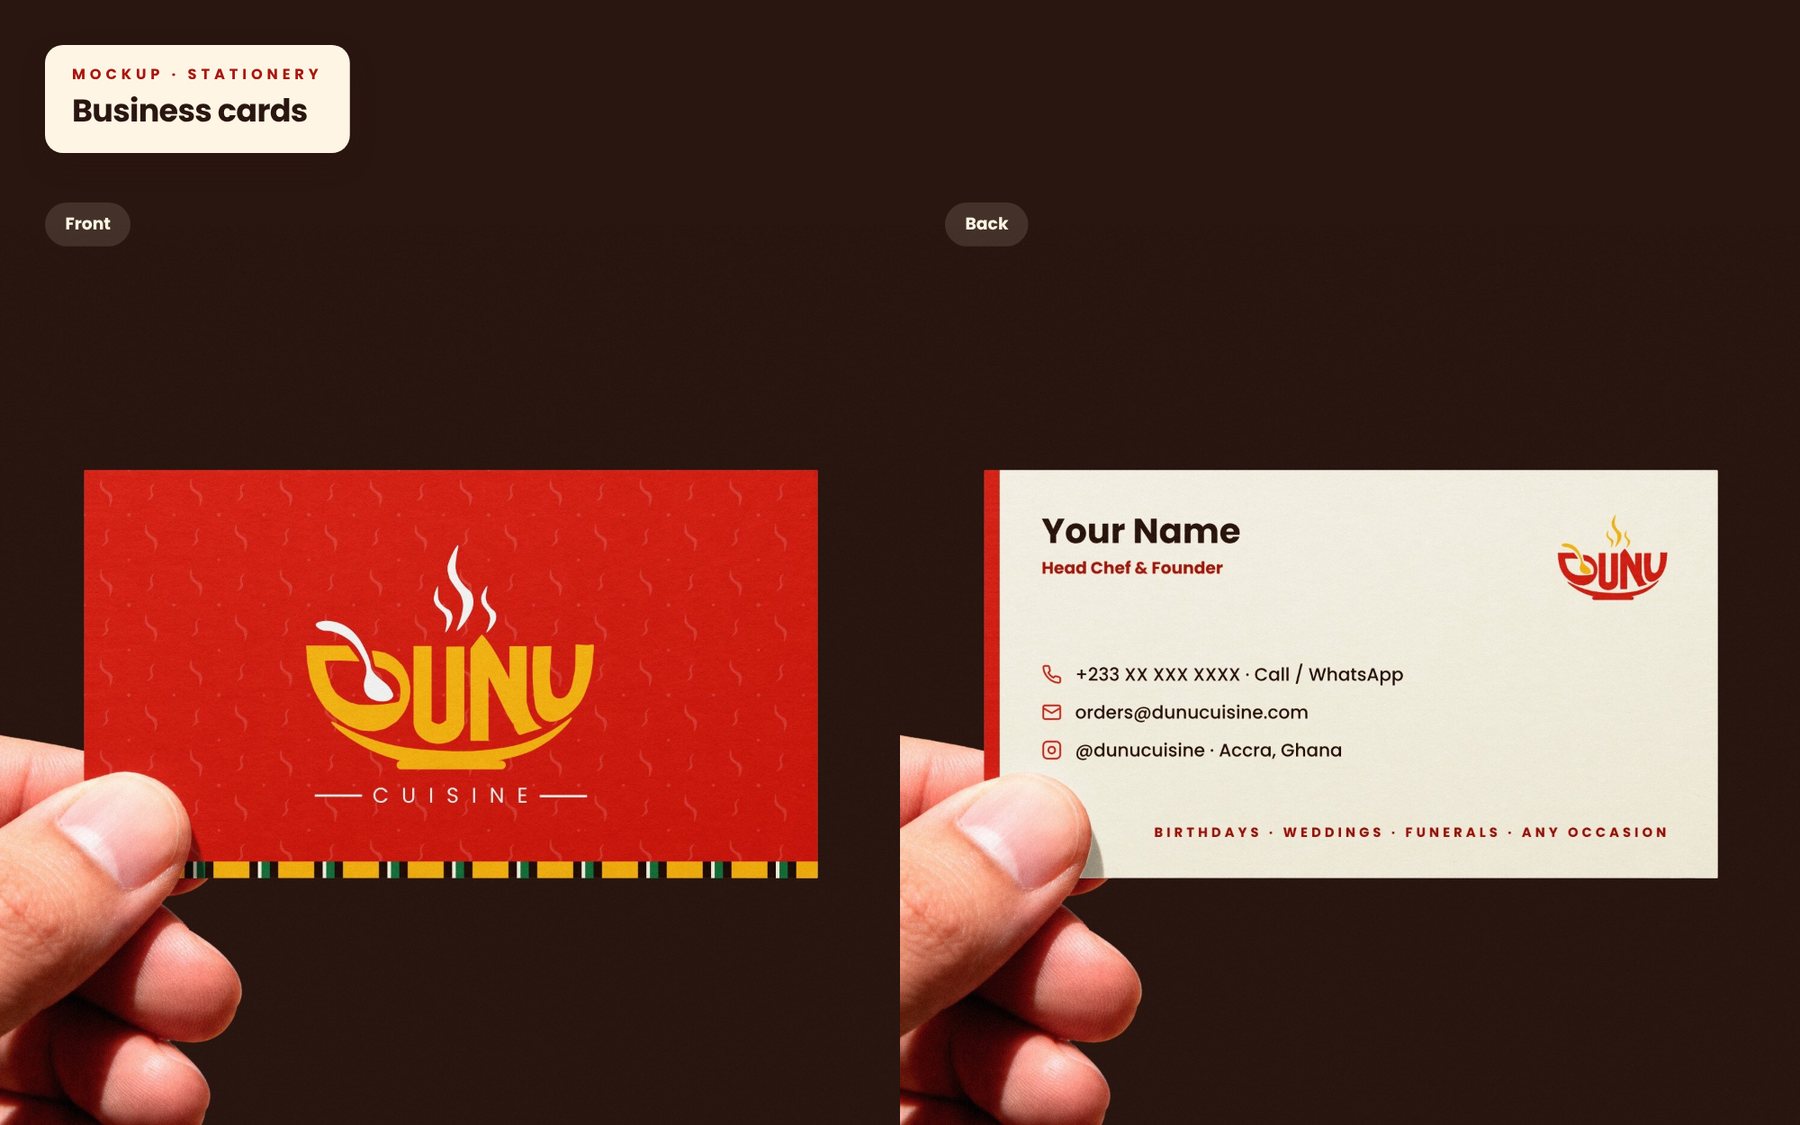 MOCKUP · STATIONERY
Business cards
Front
DUNU
CUISINE
Back
Your Name
Head Chef & Founder
DUNU
+233 XX XXX XXXX · Call / WhatsApp
orders@dunucuisine.com
@dunucuisine · Accra, Ghana
BIRTHDAYS · WEDDINGS · FUNERALS · ANY OCCASION